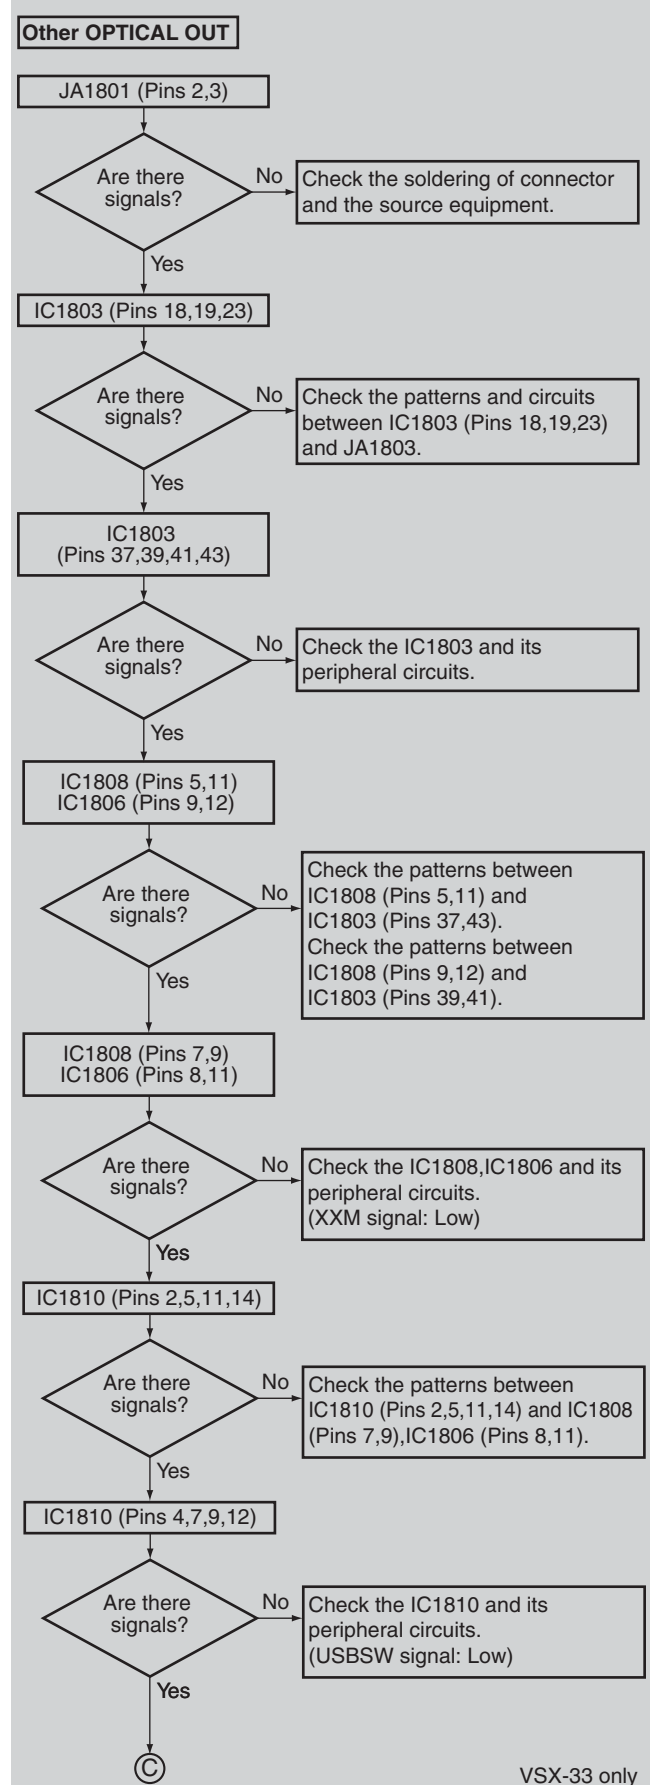 Other OPTICAL OUT
JA1801 (Pins 2,3)
Are there
signals?
No
Check the soldering of connector
and the source equipment.
Yes
IC1803 (Pins 18,19,23)
Are there
signals?
No
Check the patterns and circuits
between IC1803 (Pins 18,19,23)
and JA1803.
Yes
IC1803
(Pins 37,39,41,43)
Are there
signals?
No
Check the IC1803 and its
peripheral circuits.
Yes
IC1808 (Pins 5,11)
IC1806 (Pins 9,12)
Are there
signals?
No
Check the patterns between
IC1808 (Pins 5,11) and
IC1803 (Pins 37,43).
Check the patterns between
IC1808 (Pins 9,12) and
IC1803 (Pins 39,41).
Yes
IC1808 (Pins 7,9)
IC1806 (Pins 8,11)
Are there
signals?
No
Check the IC1808,IC1806 and its
peripheral circuits.
(XXM signal: Low)
Yes
IC1810 (Pins 2,5,11,14)
Are there
signals?
No
Check the patterns between
IC1810 (Pins 2,5,11,14) and IC1808
(Pins 7,9),IC1806 (Pins 8,11).
Yes
IC1810 (Pins 4,7,9,12)
Are there
signals?
No
Check the IC1810 and its
peripheral circuits.
(USBSW signal: Low)
Yes
C
VSX-33 only